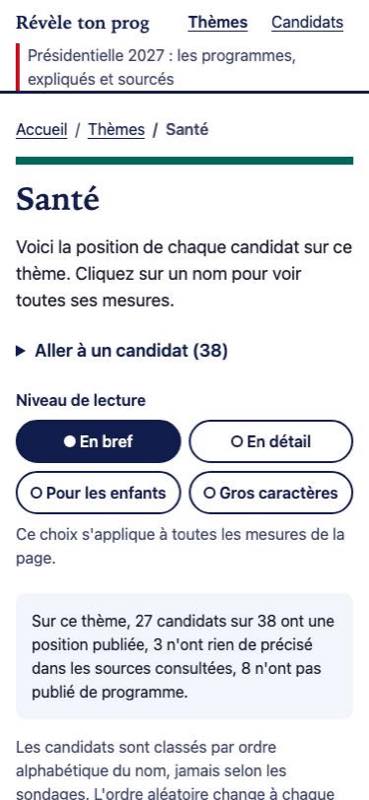 Révèle ton prog Thèmes Candidats
Présidentielle 2027 : les programmes,
expliqués et sourcés
Accueil / Thèmes / Santé
Santé
Voici la position de chaque candidat sur ce
thème. Cliquez sur un nom pour voir
toutes ses mesures.
Aller à un candidat (38)
Niveau de lecture
En bref En détail
Pour les enfants Gros caractères
Ce choix s'applique à toutes les mesures de la
page.
Sur ce thème, 27 candidats sur 38 ont une
position publiée, 3 n'ont rien de précisé
dans les sources consultées, 8 n'ont pas
publié de programme.
Les candidats sont classés par ordre
alphabétique du nom, jamais selon les
sondages. L'ordre aléatoire change à chaque